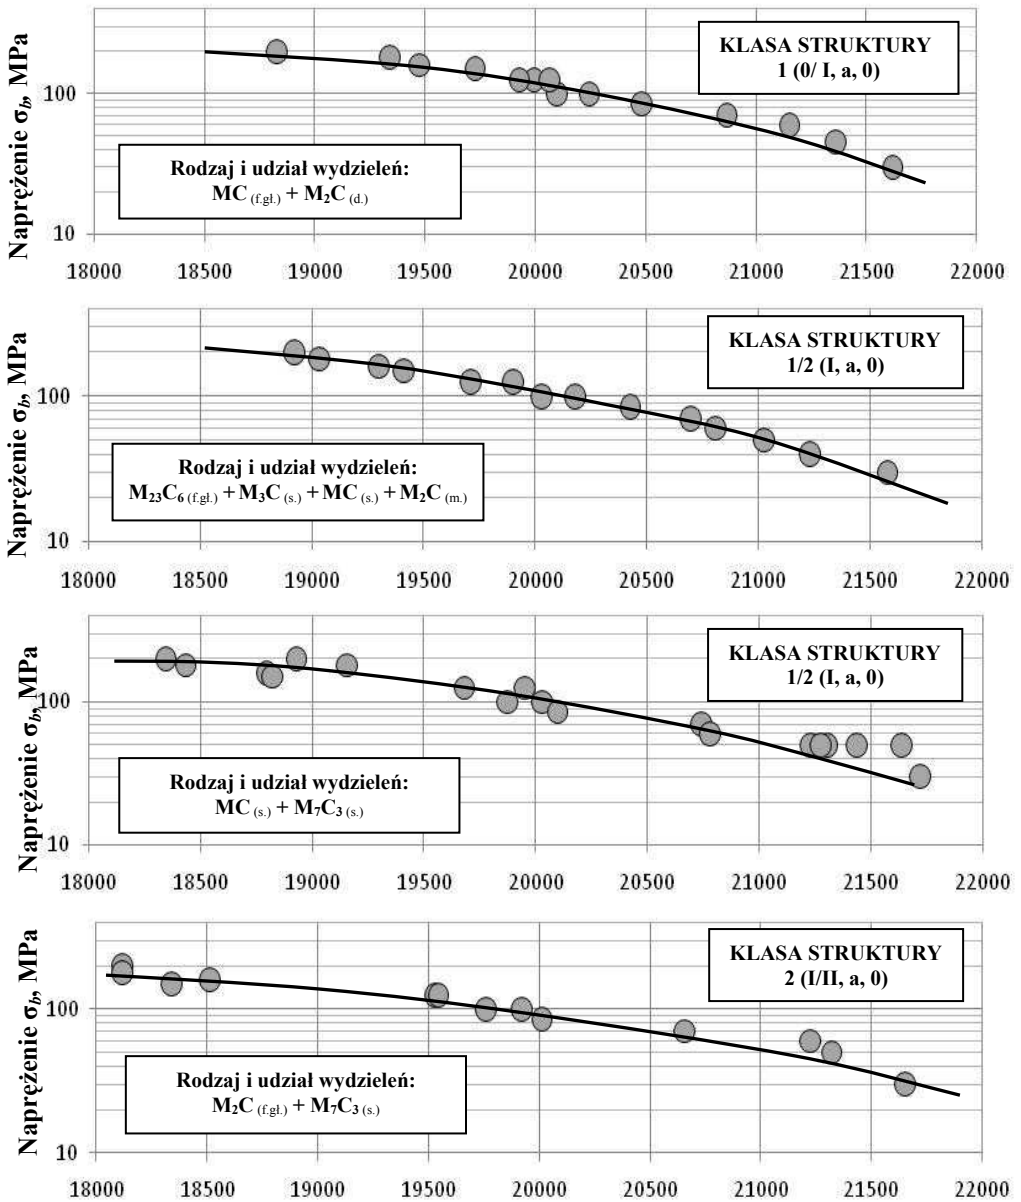 Naprężenie σb, MPa
KLASA STRUKTURY
1 (0/ I, a, 0)
100
Rodzaj i udział wydzieleń:
MC (f.gł.) + M2C (d.)
10
18000 18500 19000 19500 20000 20500 21000 21500 22000
Naprężenie σb, MPa
KLASA STRUKTURY
1/2 (I, a, 0)
100
Rodzaj i udział wydzieleń:
M23C6 (f.gł.) + M3C (s.) + MC (s.) + M2C (m.)
10
18000 18500 19000 19500 20000 20500 21000 21500 22000
Naprężenie σb, MPa
KLASA STRUKTURY
1/2 (I, a, 0)
100
Rodzaj i udział wydzieleń:
MC (s.) + M7C3 (s.)
10
18000 18500 19000 19500 20000 20500 21000 21500 22000
Naprężenie σb, MPa
KLASA STRUKTURY
2 (I/II, a, 0)
100
Rodzaj i udział wydzieleń:
M2C (f.gł.) + M7C3 (s.)
10
18000 18500 19000 19500 20000 20500 21000 21500 22000